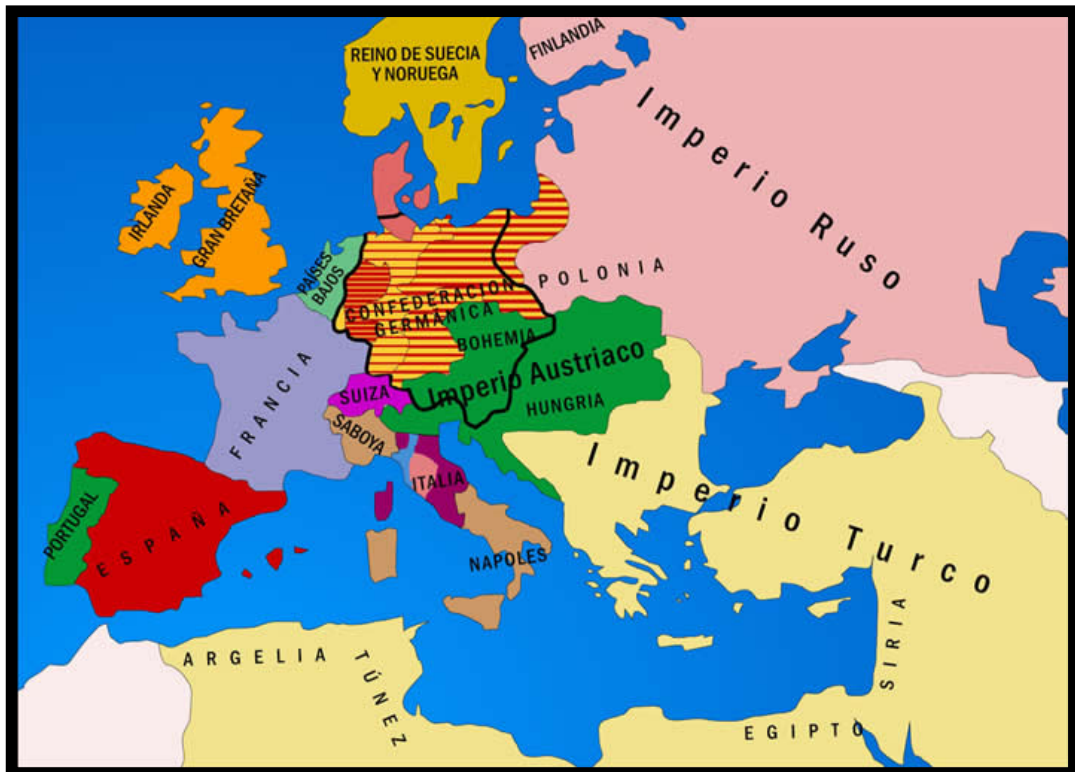 REINO DE SUECIA
Y NORUEGA
FINLANDIA
Imperio Ruso
IRLANDA
GRAN BRETAÑA
PAÍSES
BAJOS
CONFEDERACION
GERMÁNICA
POLONIA
BOHEMIA
Imperio Austriaco
HUNGRIA
FRANCIA
SUIZA
SABOYA
ITALIA
NAPOLES
PORTUGAL
ESPAÑA
Imperio Turco
ARGELIA
TÚNEZ
EGIPTO
SIRIA